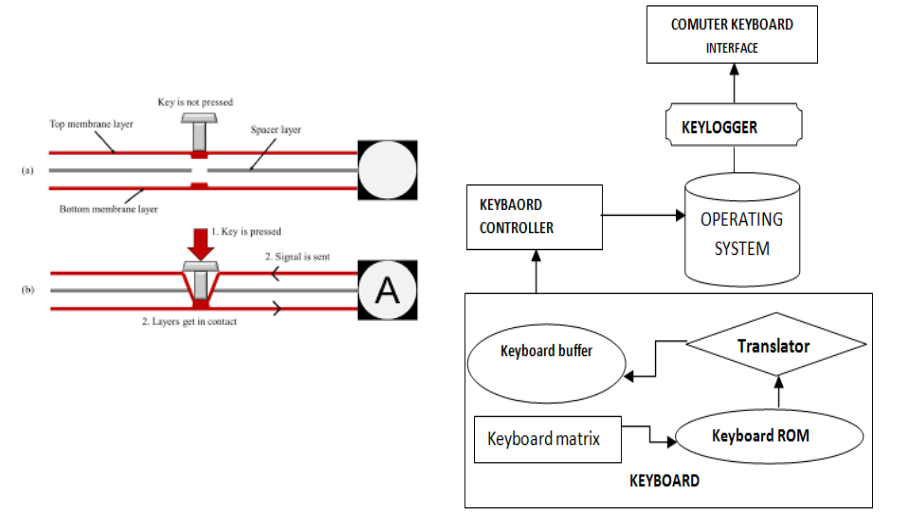 Key is not pressed
Top membrane layer
Spacer layer
(a)
Bottom membrane layer
1. Key is pressed
2. Signal is sent
(b)
A
2. Layers get in contact
COMUTER KEYBOARD
INTERFACE
KEYLOGGER
KEYBAORD
CONTROLLER
OPERATING
SYSTEM
Keyboard buffer
Translator
Keyboard matrix
Keyboard ROM
KEYBOARD